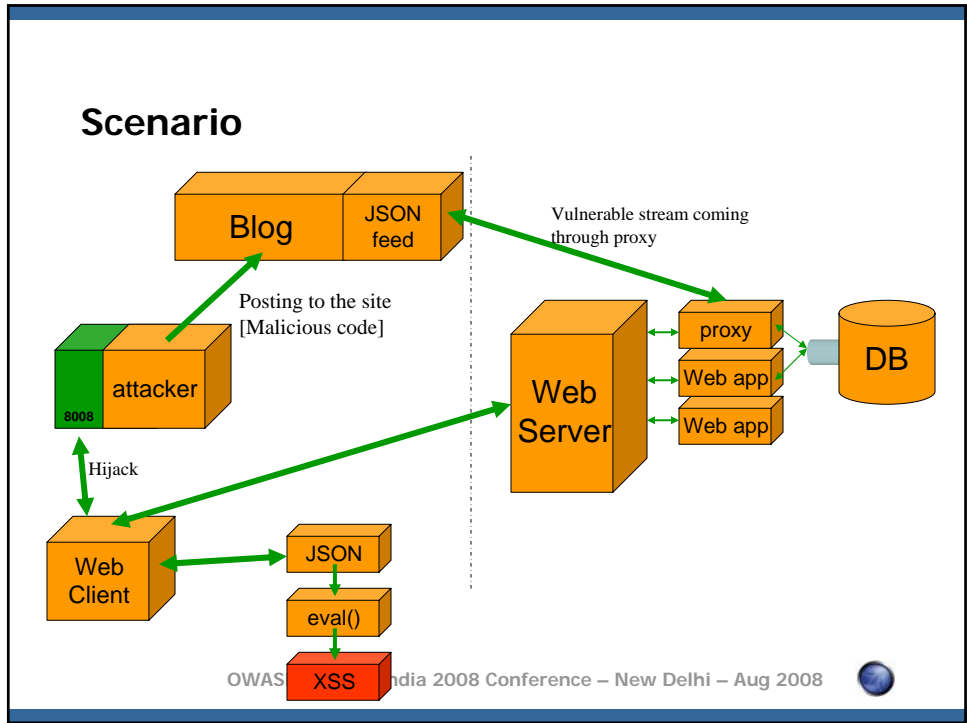 Scenario
Blog
JSON
feed
Vulnerable stream coming
through proxy
Posting to the site
[Malicious code]
8008
attacker
Web
Server
proxy
Web app
Web app
DB
Hijack
Web
Client
JSON
eval()
XSS
OWAS ndia 2008 Conference – New Delhi – Aug 2008